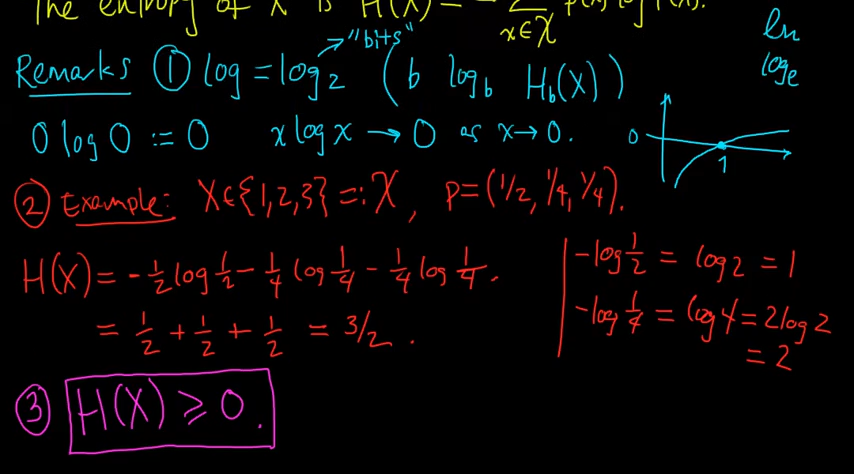 The entropy of X is H(X) = - Σ p(x) log p(x).
x∈𝒳
"bits"
ln
Remarks ① log = log₂ ( b log_b H_b(X) )
logₑ
0 log 0 := 0 x log x → 0 as x → 0.
0
1
② Example: X∈{1,2,3} =: 𝒳, p = (1/2, 1/4, 1/4).
H(X) = - 1/2 log 1/2 - 1/4 log 1/4 - 1/4 log 1/4.
= 1/2 + 1/2 + 1/2 = 3/2.
-log 1/2 = log 2 = 1
-log 1/4 = log 4 = 2 log 2
= 2
③ H(X) ≥ 0.